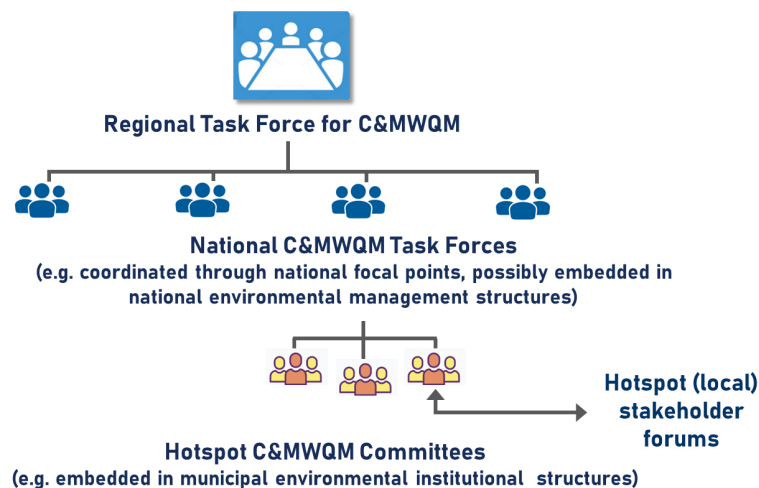 Regional Task Force for C&MWQM
National C&MWQM Task Forces
(e.g. coordinated through national focal points, possibly embedded in
national environmental management structures)
Hotspot (local)
stakeholder
forums
Hotspot C&MWQM Committees
(e.g. embedded in municipal environmental institutional structures)